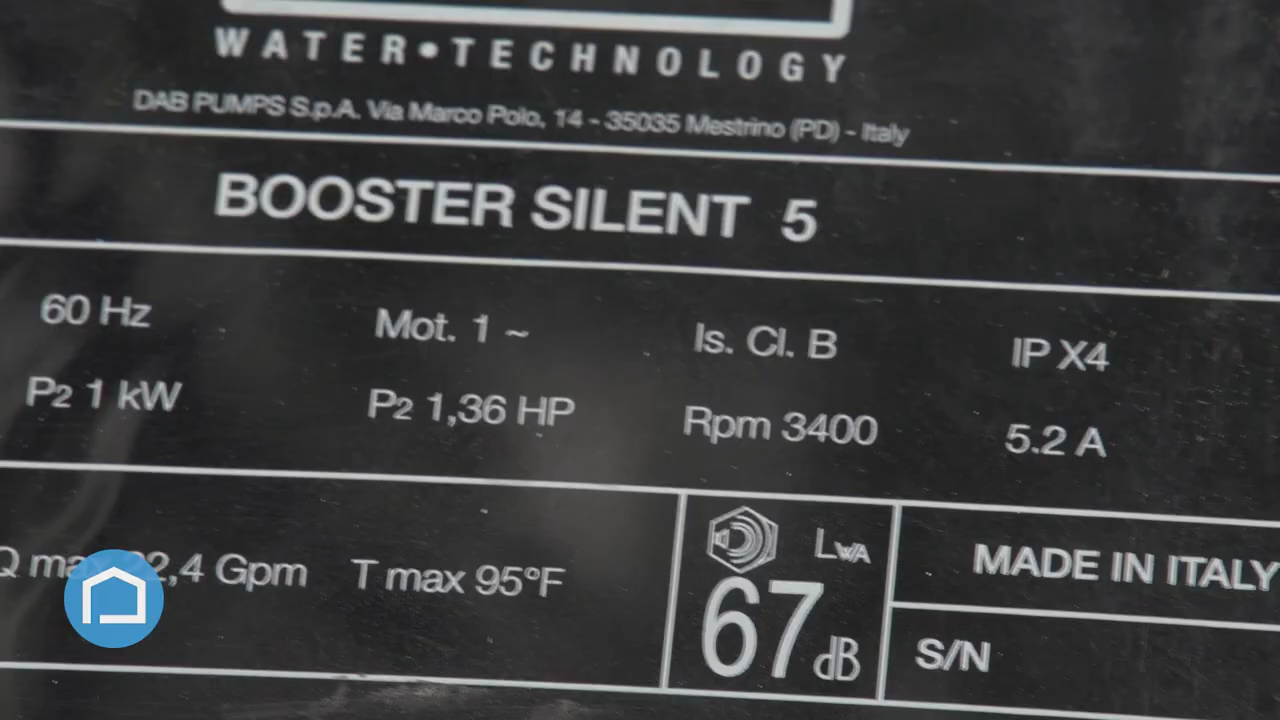 WATER•TECHNOLOGY
DAB PUMPS S.p.A. Via Marco Polo, 14 - 35035 Mestrino (PD) - Italy
BOOSTER SILENT 5
60 Hz Mot. 1 ~ Is. Cl. B IP X4
P2 1 kW P2 1,36 HP Rpm 3400 5.2 A
Q max 2,4 Gpm T max 95°F
LWA
67 dB
MADE IN ITALY
S/N